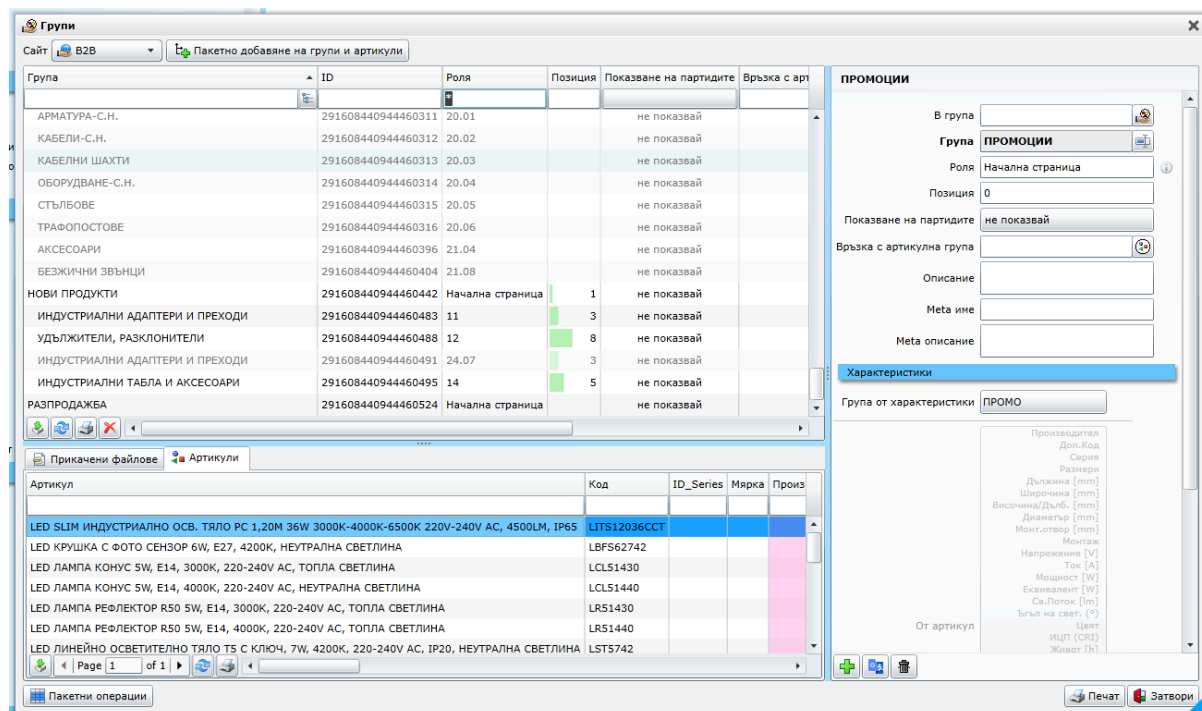 Групи
Сайт B2B Пакетно добавяне на групи и артикули
Група ID Роля Позиция Показване на партидите Връзка с арт
*
АРМАТУРА-С.Н. 291608440944460311 20.01 не показвай
КАБЕЛИ-С.Н. 291608440944460312 20.02 не показвай
КАБЕЛНИ ШАХТИ 291608440944460313 20.03 не показвай
ОБОРУДВАНЕ-С.Н. 291608440944460314 20.04 не показвай
СТЪЛБОВЕ 291608440944460315 20.05 не показвай
ТРАФОПОСТОВЕ 291608440944460316 20.06 не показвай
АКСЕСОАРИ 291608440944460396 21.04 не показвай
БЕЗЖИЧНИ ЗВЪНЦИ 291608440944460404 21.08 не показвай
НОВИ ПРОДУКТИ 291608440944460442 Начална страница 1 не показвай
ИНДУСТРИАЛНИ АДАПТЕРИ И ПРЕХОДИ 291608440944460483 11 3 не показвай
УДЪЛЖИТЕЛИ, РАЗКЛОНИТЕЛИ 291608440944460488 12 8 не показвай
ИНДУСТРИАЛНИ АДАПТЕРИ И ПРЕХОДИ 291608440944460491 24.07 3 не показвай
ИНДУСТРИАЛНИ ТАБЛА И АКСЕСОАРИ 291608440944460495 14 5 не показвай
РАЗПРОДАЖБА 291608440944460524 Начална страница не показвай
Прикачени файлове Артикули
Артикул Код ID_Series Мярка Произ
LED SLIM ИНДУСТРИАЛНО ОСВ. ТЯЛО PC 1,20M 36W 3000K-4000K-6500K 220V-240V AC, 4500LM, IP65 LITS12036CCT
LED КРУШКА С ФОТО СЕНЗОР 6W, E27, 4200K, НЕУТРАЛНА СВЕТЛИНА LBFS62742
LED ЛАМПА КОНУС 5W, E14, 3000K, 220-240V AC, ТОПЛА СВЕТЛИНА LCL51430
LED ЛАМПА КОНУС 5W, E14, 4000K, 220-240V AC, НЕУТРАЛНА СВЕТЛИНА LCL51440
LED ЛАМПА РЕФЛЕКТОР R50 5W, E14, 3000K, 220-240V AC, ТОПЛА СВЕТЛИНА LR51430
LED ЛАМПА РЕФЛЕКТОР R50 5W, E14, 4000K, 220-240V AC, ТОПЛА СВЕТЛИНА LR51440
LED ЛИНЕЙНО ОСВЕТИТЕЛНО ТЯЛО T5 С КЛЮЧ, 7W, 4200K, 220-240V AC, IP20, НЕУТРАЛНА СВЕТЛИНА LST5742
Page 1 of 1
Пакетни операции
ПРОМОЦИИ
В група
Група ПРОМОЦИИ
Роля Начална страница
Позиция 0
Показване на партидите не показвай
Връзка с артикулна група
Описание
Meta име
Meta описание
Характеристики
Група от характеристики ПРОМО
Производител
Доп.Код
Серия
Размери
Дължина [mm]
Широчина [mm]
Височина/Дълб. [mm]
Диаметър [mm]
Монт.отвор [mm]
Монтаж
Напрежение [V]
Ток [A]
Мощност [W]
Еквивалент [W]
Св.Поток [lm]
Ъгъл на свет. (°)
От артикул Цвят
ИЦП (CRI)
Живот [h]
Печат Затвори